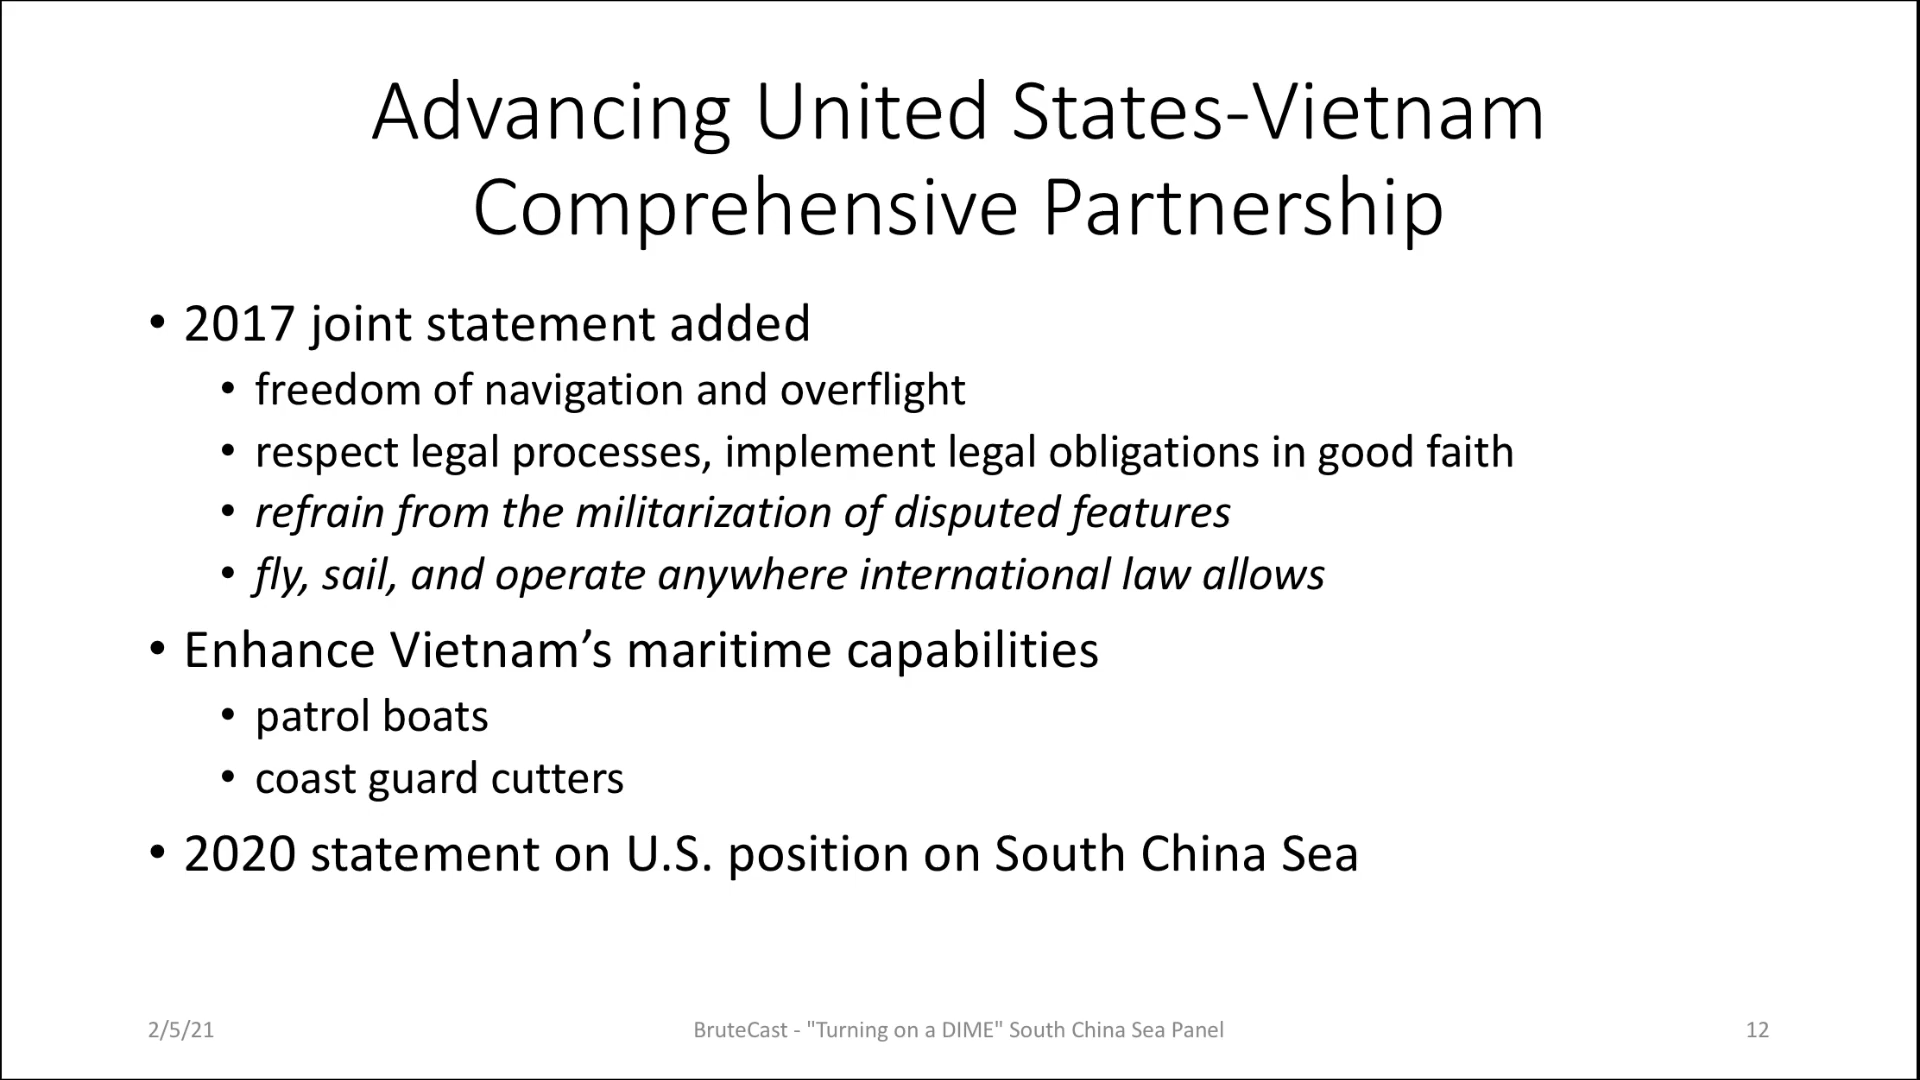 Advancing United States-Vietnam
Comprehensive Partnership
• 2017 joint statement added
• freedom of navigation and overflight
• respect legal processes, implement legal obligations in good faith
• refrain from the militarization of disputed features
• fly, sail, and operate anywhere international law allows
• Enhance Vietnam’s maritime capabilities
• patrol boats
• coast guard cutters
• 2020 statement on U.S. position on South China Sea
2/5/21
BruteCast - "Turning on a DIME" South China Sea Panel
12